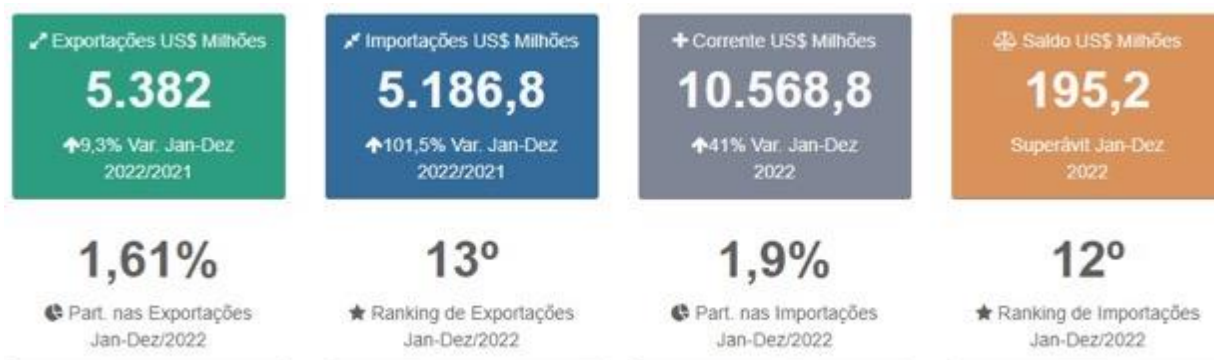 Exportações US$ Milhões
5.382
9,3% Var. Jan-Dez
2022/2021
Importações US$ Milhões
5.186,8
101,5% Var. Jan-Dez
2022/2021
Corrente US$ Milhões
10.568,8
41% Var. Jan-Dez
2022
Saldo US$ Milhões
195,2
Superávit Jan-Dez
2022
1,61%
Part. nas Exportações
Jan-Dez/2022
13º
Ranking de Exportações
Jan-Dez/2022
1,9%
Part. nas Importações
Jan-Dez/2022
12º
Ranking de Importações
Jan-Dez/2022